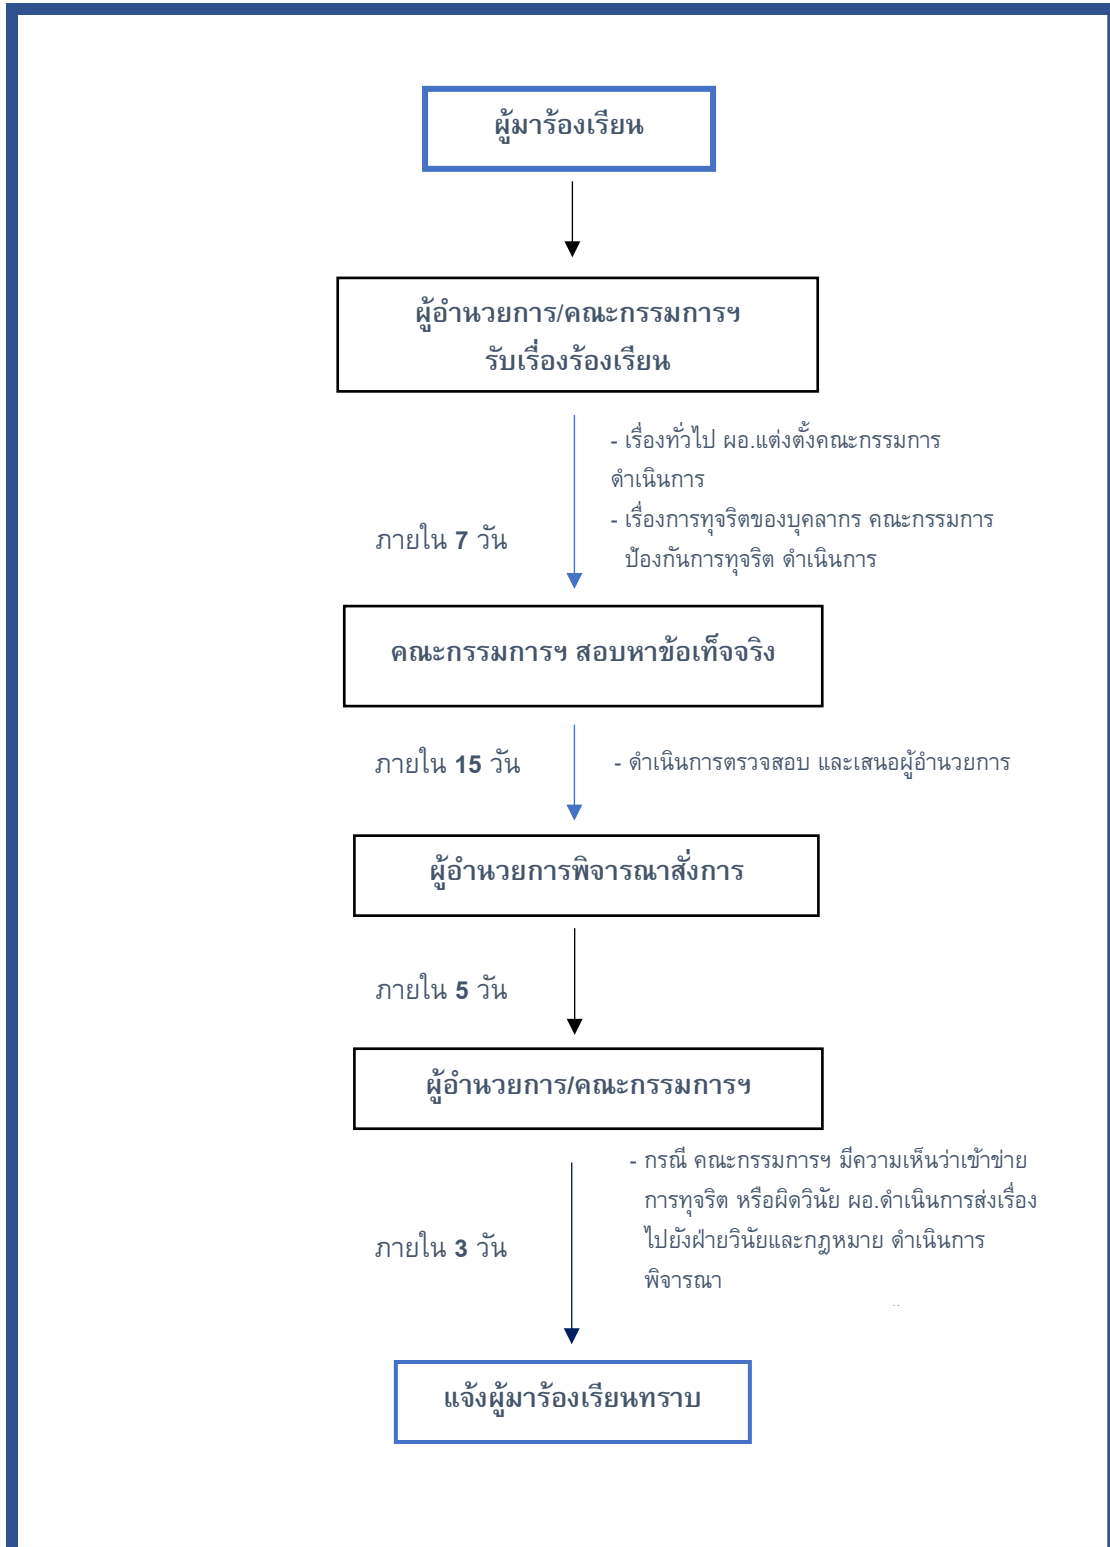 ผู้มาร้องเรียน
ผู้อำนวยการ/คณะกรรมการฯ
รับเรื่องร้องเรียน
- เรื่องทั่วไป ผอ.แต่งตั้งคณะกรรมการ
ดำเนินการ
ภายใน 7 วัน
- เรื่องการทุจริตของบุคลากร คณะกรรมการ
ป้องกันการทุจริต ดำเนินการ
คณะกรรมการฯ สอบหาข้อเท็จจริง
ภายใน 15 วัน
- ดำเนินการตรวจสอบ และเสนอผู้อำนวยการ
ผู้อำนวยการพิจารณาสั่งการ
ภายใน 5 วัน
ผู้อำนวยการ/คณะกรรมการฯ
- กรณี คณะกรรมการฯ มีความเห็นว่าเข้าข่าย
การทุจริต หรือผิดวินัย ผอ.ดำเนินการส่งเรื่อง
ไปยังฝ่ายวินัยและกฎหมาย ดำเนินการ
พิจารณา
ภายใน 3 วัน
แจ้งผู้มาร้องเรียนทราบ